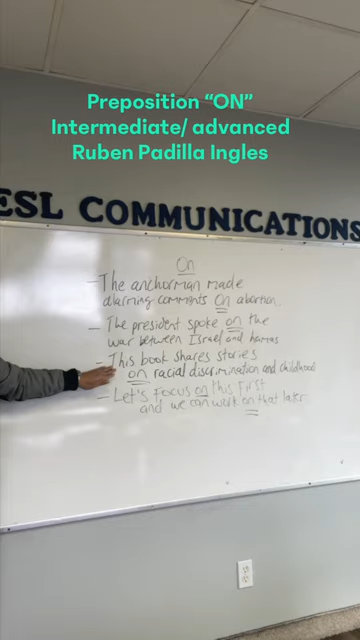 Preposition “ON”
Intermediate/ advanced
Ruben Padilla Ingles
ESL COMMUNICATIONS
On
- The anchorman made
alarming comments on abortion.
- The president spoke on the
war between Israel and Hamas
- This book shares stories
on racial discrimination and childhood
- Let's focus on this first
and we can work on that later.